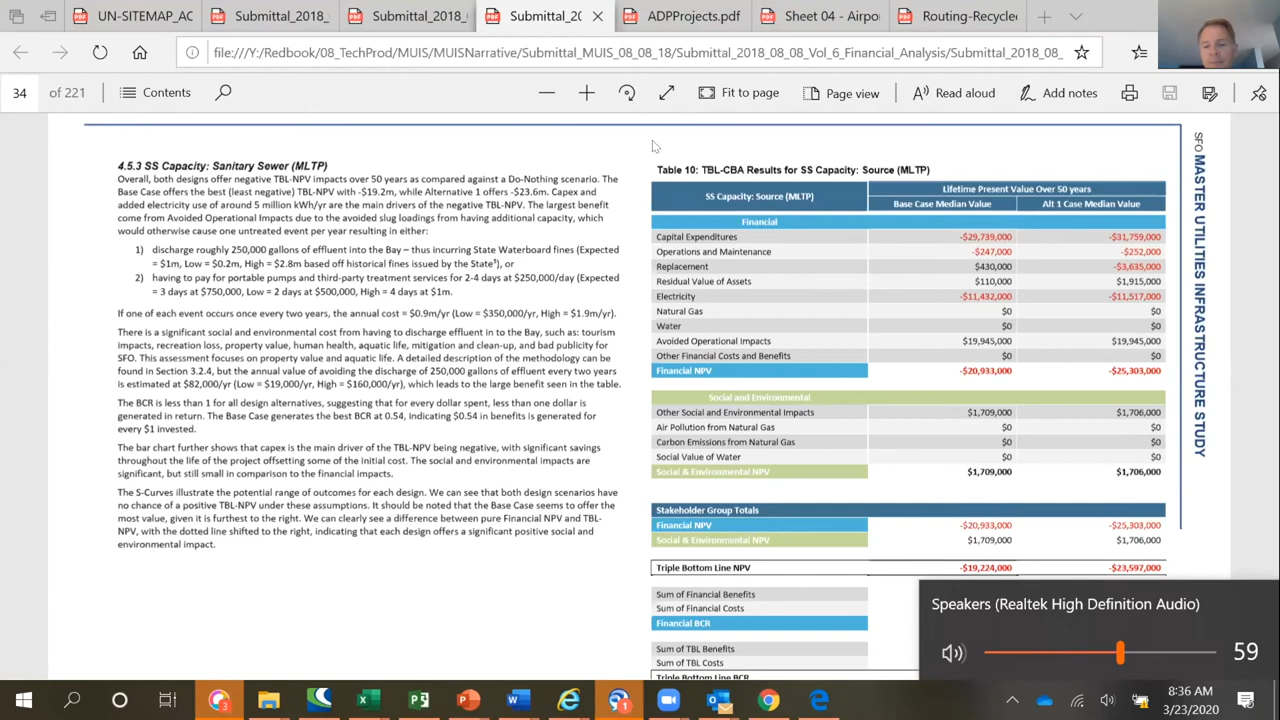 UN-SITEMAP_AC
Submittal_2018_
Submittal_2018_
Submittal_20
ADPProjects.pdf
Sheet 04 - Airpo
Routing-Recycled
file:///Y:/Redbook/08_TechProd/MUIS/MUISNarrative/Submittal_MUIS_08_08_18/Submittal_2018_08_08_Vol_6_Financial_Analysis/Submittal_2018_08_
34 of 221
Contents
Fit to page
Page view
Read aloud
Add notes
4.5.3 SS Capacity: Sanitary Sewer (MLTP)
Overall, both designs offer negative TBL-NPV impacts over 50 years as compared against a Do-Nothing scenario. The
Base Case offers the best (least negative) TBL-NPV with -$19.2m, while Alternative 1 offers -$23.6m. Capex and
added electricity use of around 5 million kWh/yr are the main drivers of the negative TBL-NPV. The largest benefit
come from Avoided Operational Impacts due to the avoided slug loadings from having additional capacity, which
would otherwise cause one untreated event per year resulting in either:
1) discharge roughly 250,000 gallons of effluent into the Bay – thus incurring State Waterboard fines (Expected
= $1m, Low = $0.2m, High = $2.8m based off historical fines issued by the State⁵), or
2) having to pay for portable pumps and third-party treatment services for 2-4 days at $250,000/day (Expected
= 3 days at $750,000, Low = 2 days at $500,000, High = 4 days at $1m.
If one of each event occurs once every two years, the annual cost = $0.9m/yr (Low = $350,000/yr, High = $1.9m/yr).
There is a significant social and environmental cost from having to discharge effluent in to the Bay, such as: tourism
impacts, recreation loss, property value, human health, aquatic life, mitigation and clean-up, and bad publicity for
SFO. This assessment focuses on property value and aquatic life. A detailed description of the methodology can be
found in Section 3.2.4, but the annual value of avoiding the discharge of 250,000 gallons of effluent every two years
is estimated at $82,000/yr (Low = $19,000/yr, High = $160,000/yr), which leads to the large benefit seen in the table.
The BCR is less than 1 for all design alternatives, suggesting that for every dollar spent, less than one dollar is
generated in return. The Base Case generates the best BCR at 0.54, indicating $0.54 in benefits is generated for
every $1 invested.
The bar chart further shows that capex is the main driver of the TBL-NPV being negative, with significant savings
throughout the life of the project offsetting some of the initial cost. The social and environmental impacts are
significant, but still small in comparison to the financial impacts.
The S-Curves illustrate the potential range of outcomes for each design. We can see that both design scenarios have
no chance of a positive TBL-NPV under these assumptions. It should be noted that the Base Case seems to offer the
most value, given it is furthest to the right. We can clearly see a difference between pure Financial NPV and TBL-
NPV, with the dotted line shifted to the right, indicating that each design offers a significant positive social and
environmental impact.
Table 10: TBL-CBA Results for SS Capacity: Source (MLTP)
SS Capacity: Source (MLTP)
Lifetime Present Value Over 50 years
Base Case Median Value Alt 1 Case Median Value
Financial
Capital Expenditures -$29,739,000 -$31,759,000
Operations and Maintenance -$247,000 -$252,000
Replacement $430,000 -$3,635,000
Residual Value of Assets $110,000 $1,915,000
Electricity -$11,432,000 -$11,517,000
Natural Gas $0 $0
Water $0 $0
Avoided Operational Impacts $19,945,000 $19,945,000
Other Financial Costs and Benefits $0 $0
Financial NPV -$20,933,000 -$25,303,000
Social and Environmental
Other Social and Environmental Impacts $1,709,000 $1,706,000
Air Pollution from Natural Gas $0 $0
Carbon Emissions from Natural Gas $0 $0
Social Value of Water $0 $0
Social & Environmental NPV $1,709,000 $1,706,000
Stakeholder Group Totals
Financial NPV -$20,933,000 -$25,303,000
Social & Environmental NPV $1,709,000 $1,706,000
Triple Bottom Line NPV -$19,224,000 -$23,597,000
Sum of Financial Benefits
Sum of Financial Costs
Financial BCR
Sum of TBL Benefits
Sum of TBL Costs
Triple Bottom Line BCR
SFO MASTER UTILITIES INFRASTRUCTURE STUDY
Speakers (Realtek High Definition Audio)
59
8:36 AM
3/23/2020